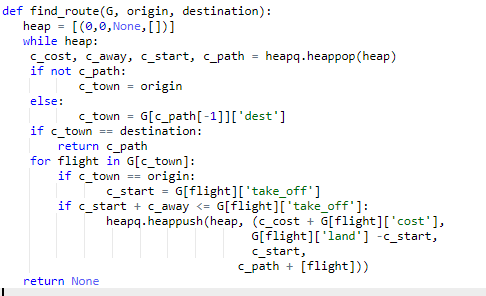 def find_route(G, origin, destination):
heap = [(0,0,None,[])]
while heap:
c_cost, c_away, c_start, c_path = heapq.heappop(heap)
if not c_path:
c_town = origin
else:
c_town = G[c_path[-1]]['dest']
if c_town == destination:
return c_path
for flight in G[c_town]:
if c_town == origin:
c_start = G[flight]['take_off']
if c_start + c_away <= G[flight]['take_off']:
heapq.heappush(heap, (c_cost + G[flight]['cost'],
G[flight]['land'] -c_start,
c_start,
c_path + [flight]))
return None